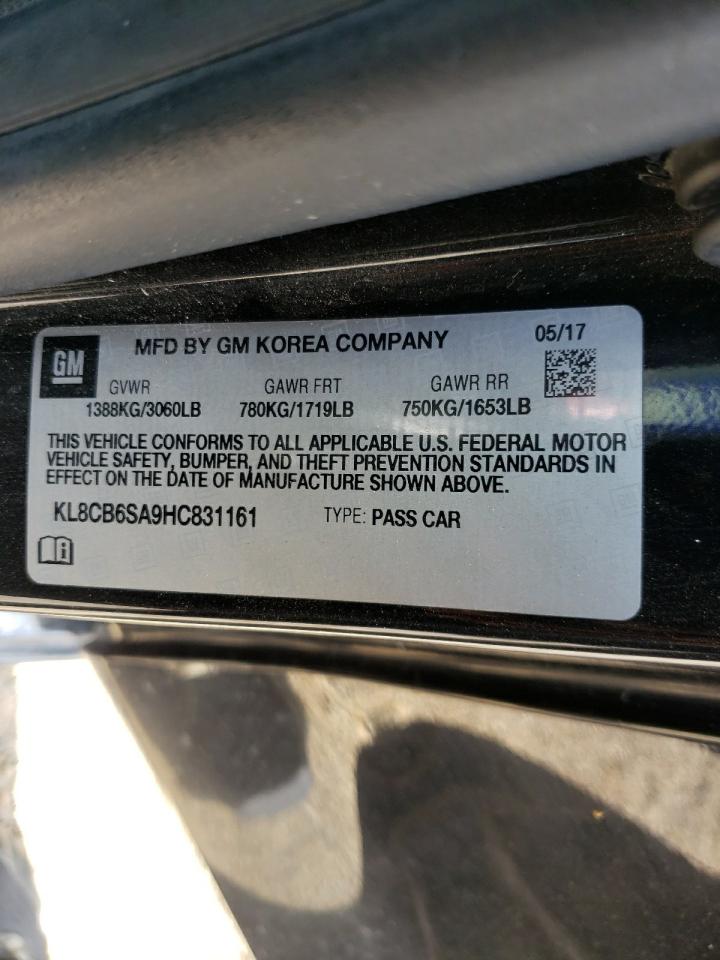 GM
MFD BY GM KOREA COMPANY
05/17
GVWR GAWR FRT GAWR RR
1388KG/3060LB 780KG/1719LB 750KG/1653LB
THIS VEHICLE CONFORMS TO ALL APPLICABLE U.S. FEDERAL MOTOR
VEHICLE SAFETY, BUMPER, AND THEFT PREVENTION STANDARDS IN
EFFECT ON THE DATE OF MANUFACTURE SHOWN ABOVE.
KL8CB6SA9HC831161 TYPE: PASS CAR